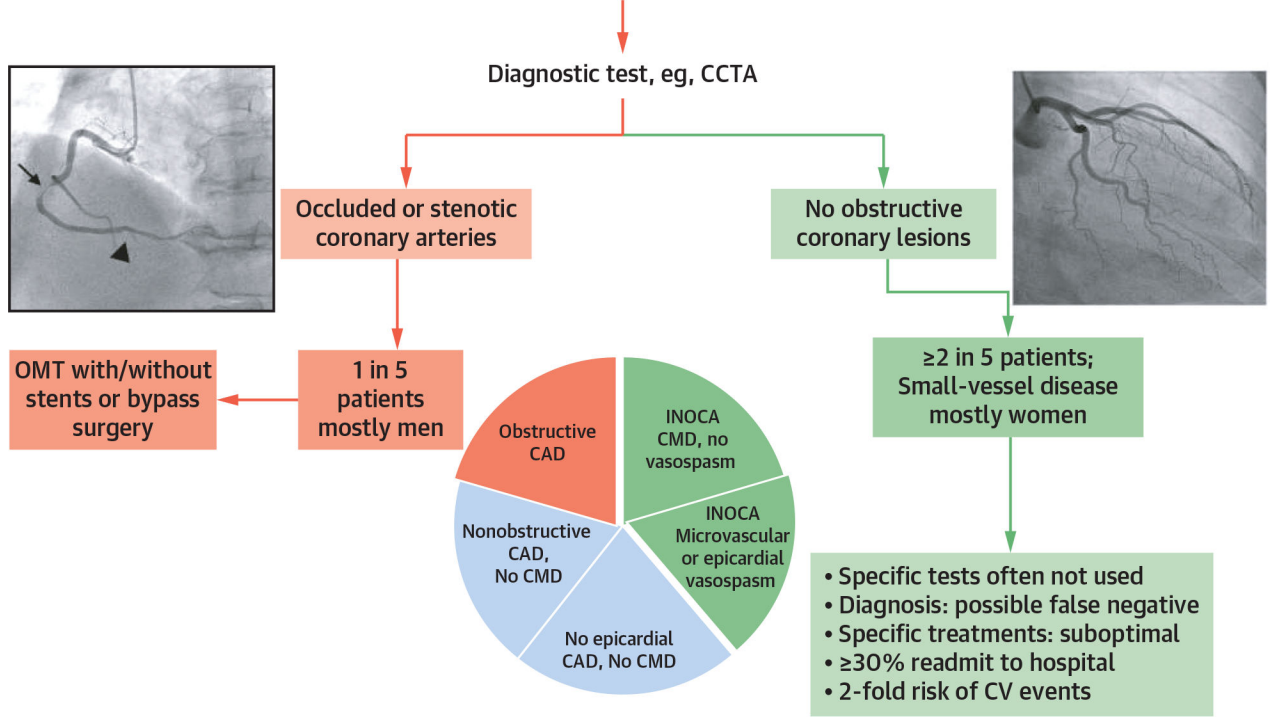 Diagnostic test, eg, CCTA
Occluded or stenotic
coronary arteries
No obstructive
coronary lesions
OMT with/without
stents or bypass
surgery
1 in 5
patients
mostly men
≥2 in 5 patients;
Small-vessel disease
mostly women
Obstructive
CAD
INOCA
CMD, no
vasospasm
Nonobstructive
CAD,
No CMD
INOCA
Microvascular
or epicardial
vasospasm
No epicardial
CAD, No CMD
• Specific tests often not used
• Diagnosis: possible false negative
• Specific treatments: suboptimal
• ≥30% readmit to hospital
• 2-fold risk of CV events